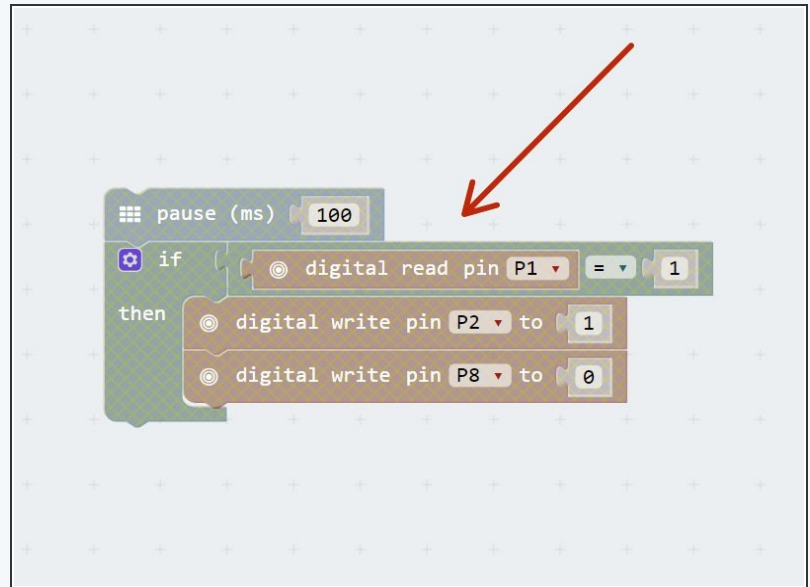 pause (ms) 100
if digital read pin P1 = 1
then digital write pin P2 to 1
digital write pin P8 to 0